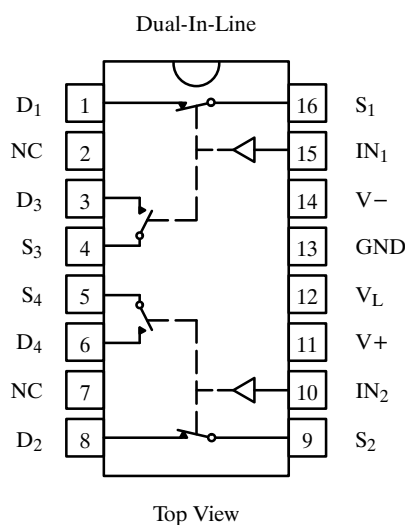 Dual-In-Line
D1 1 16 S1
NC 2 15 IN1
D3 3 14 V−
S3 4 13 GND
S4 5 12 VL
D4 6 11 V+
NC 7 10 IN2
D2 8 9 S2
Top View